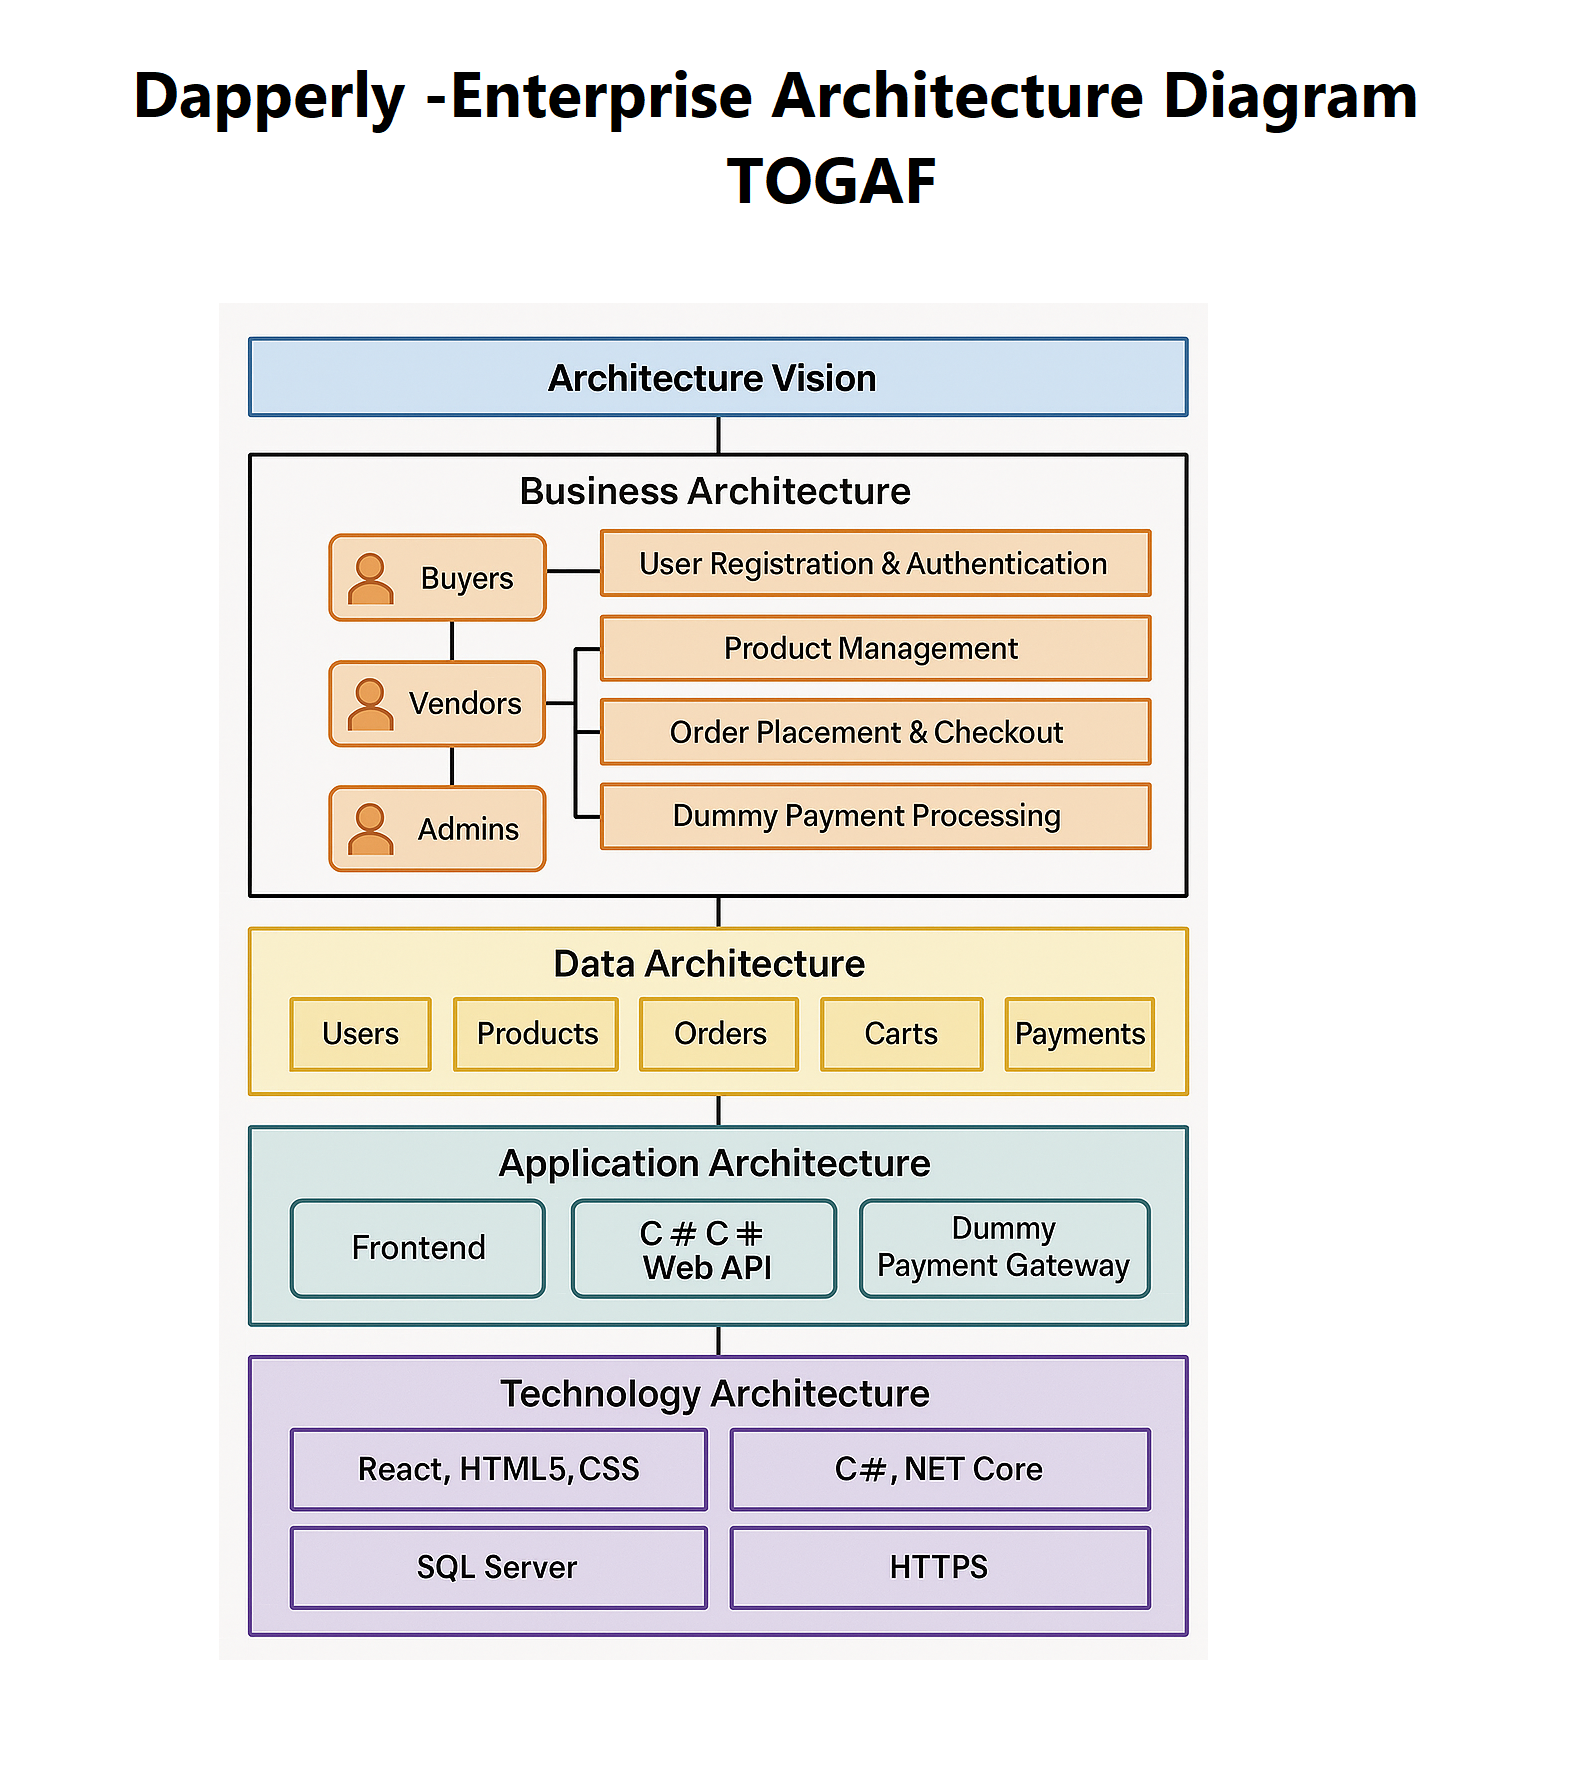 Dapperly -Enterprise Architecture Diagram
TOGAF
Architecture Vision
Business Architecture
Buyers
User Registration & Authentication
Product Management
Vendors
Order Placement & Checkout
Dummy Payment Processing
Admins
Data Architecture
Users
Products
Orders
Carts
Payments
Application Architecture
Frontend
C # C #
Web API
Dummy
Payment Gateway
Technology Architecture
React, HTML5, CSS
C#, NET Core
SQL Server
HTTPS